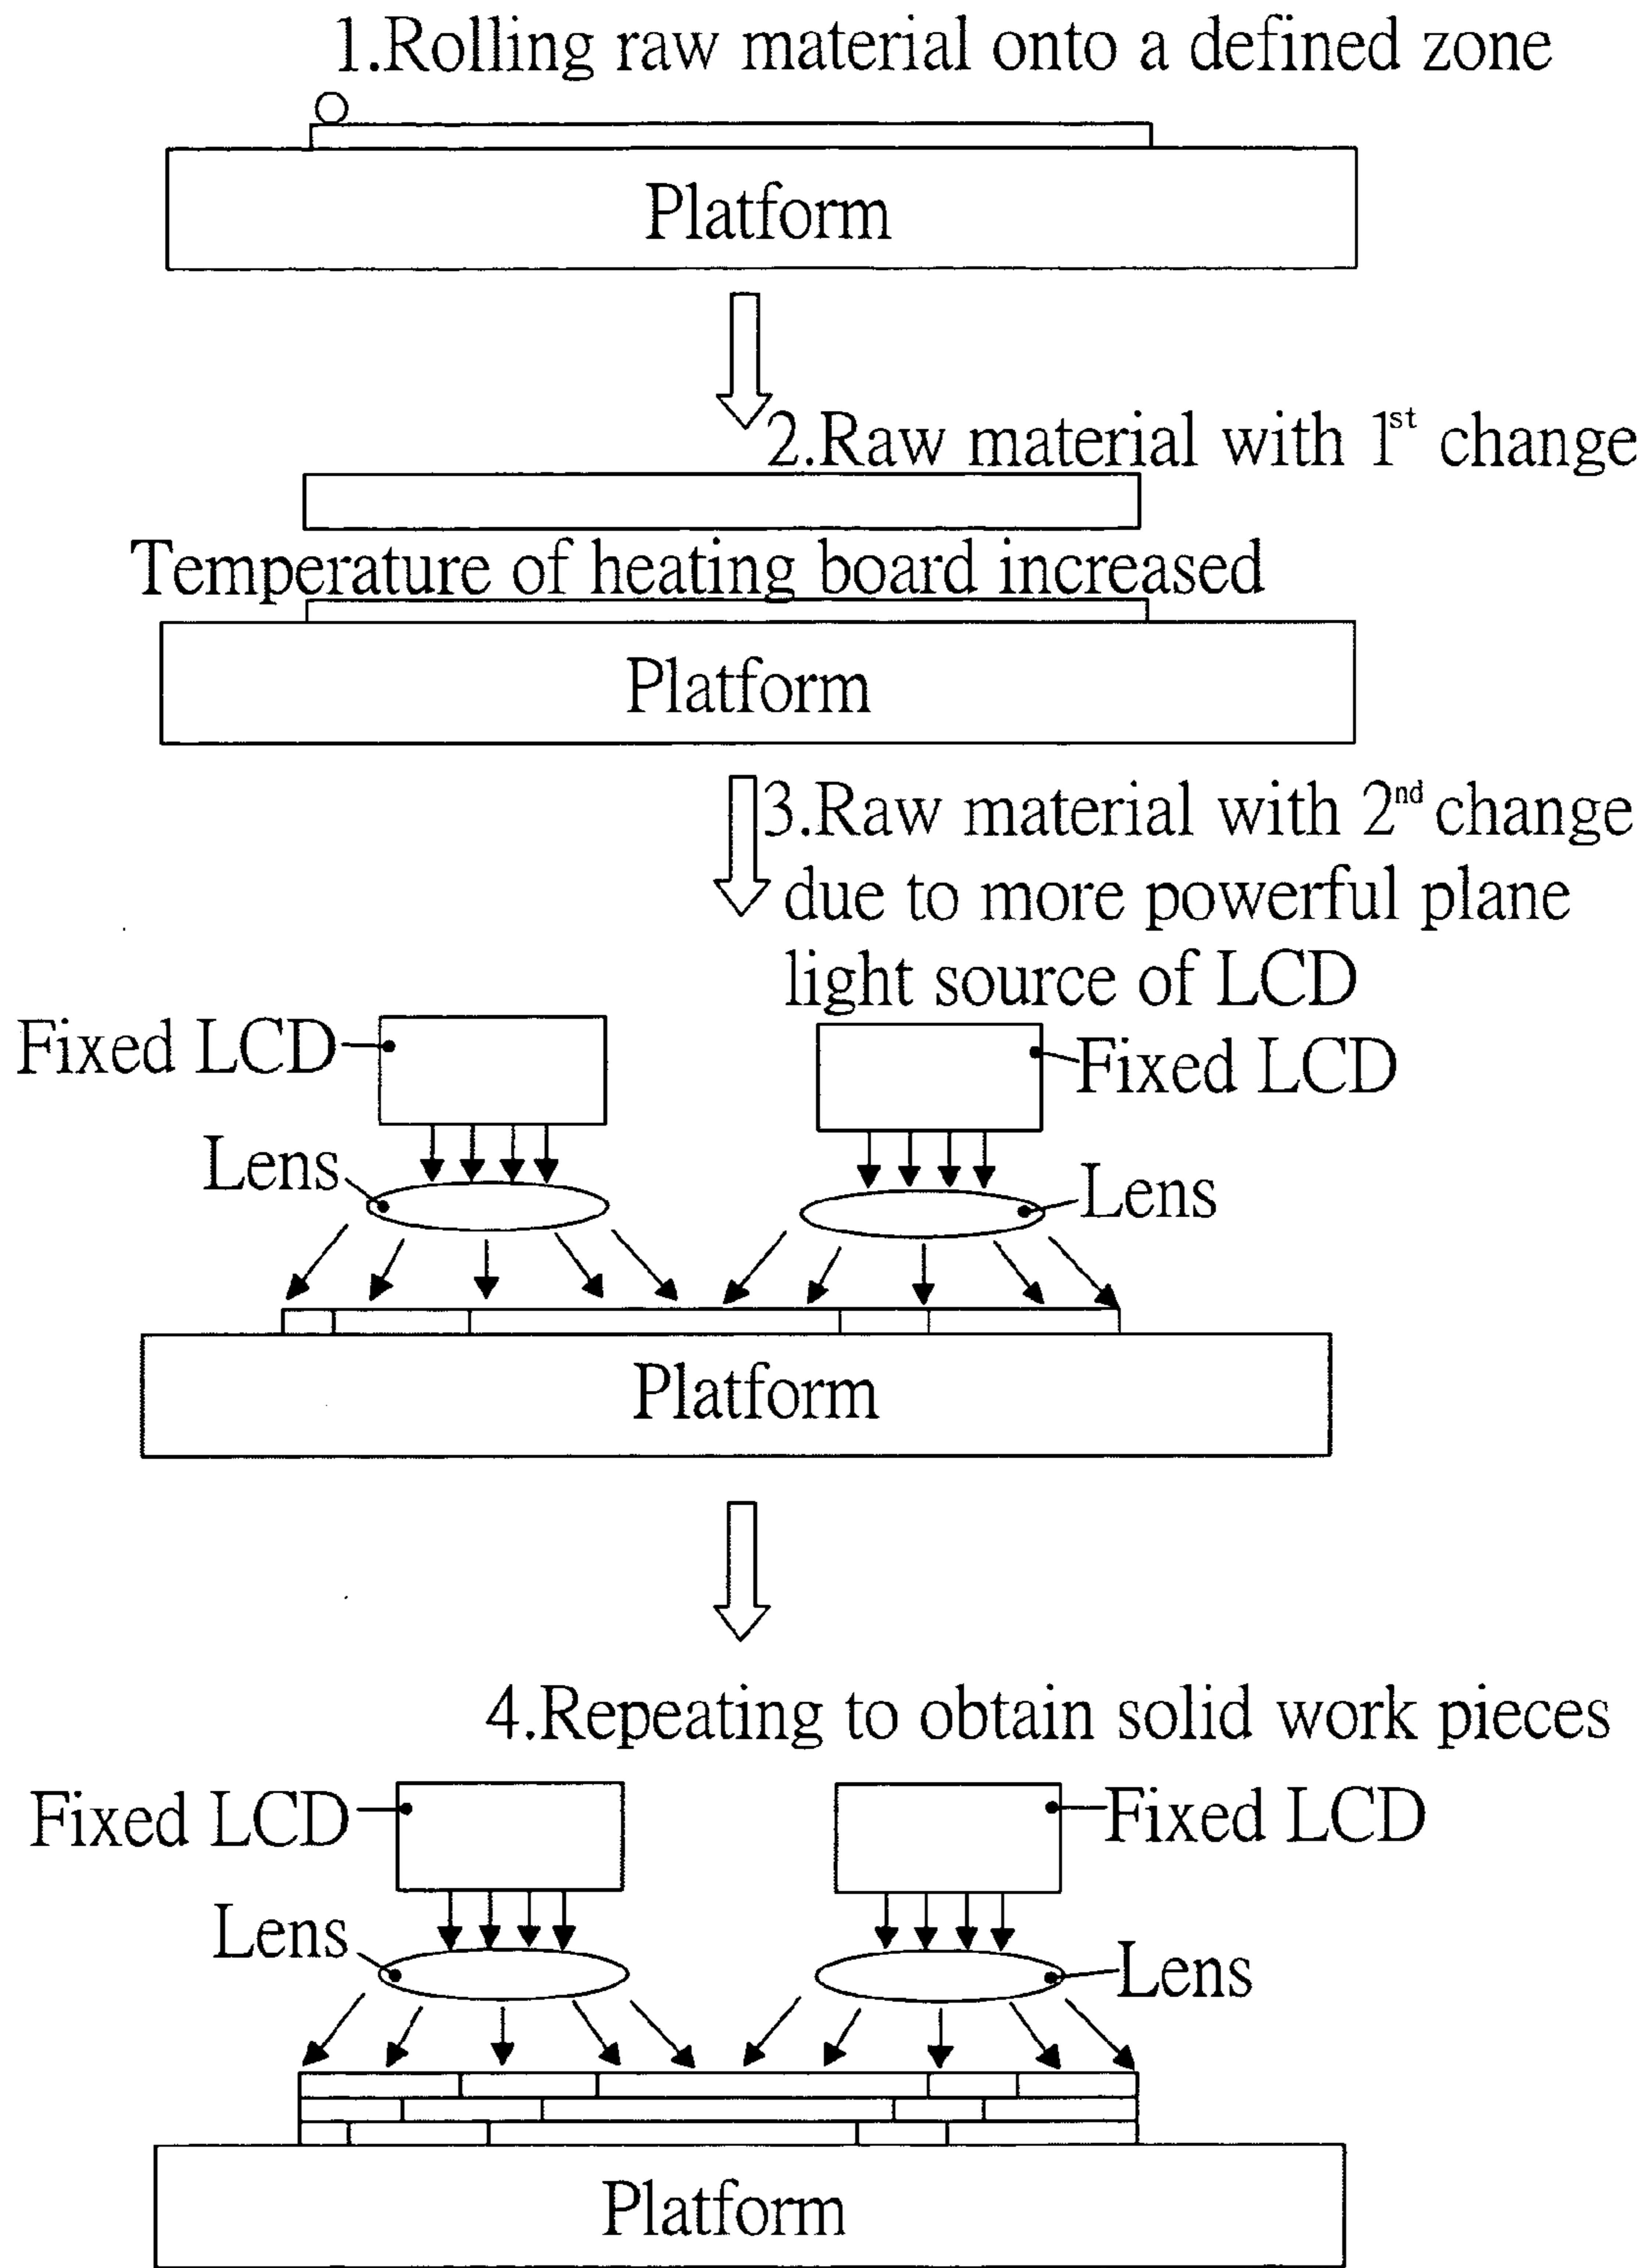 1.Rolling raw material onto a defined zone
Platform
2.Raw material with 1st change
Temperature of heating board increased
Platform
3.Raw material with 2nd change
due to more powerful plane
light source of LCD
Fixed LCD
Fixed LCD
Lens
Lens
Platform
4.Repeating to obtain solid work pieces
Fixed LCD
Fixed LCD
Lens
Lens
Platform